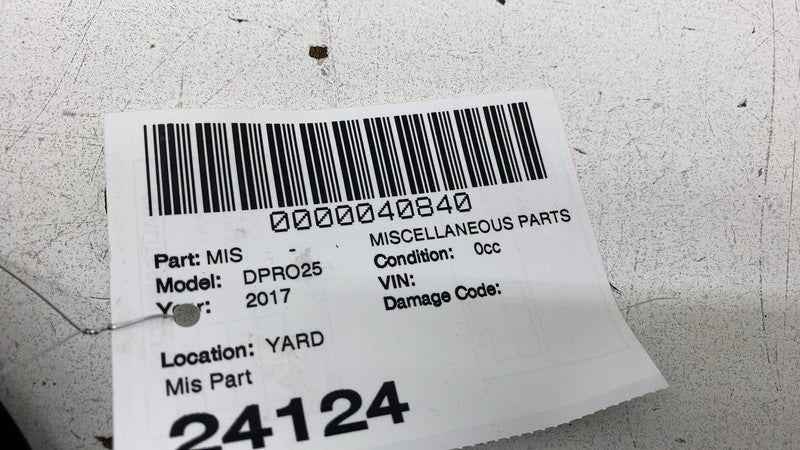 0000040840
Part: MIS - MISCELLANEOUS PARTS
Model: DPRO25 Condition: 0cc
Year: 2017 VIN:
Damage Code:
Location: YARD
Mis Part
24124